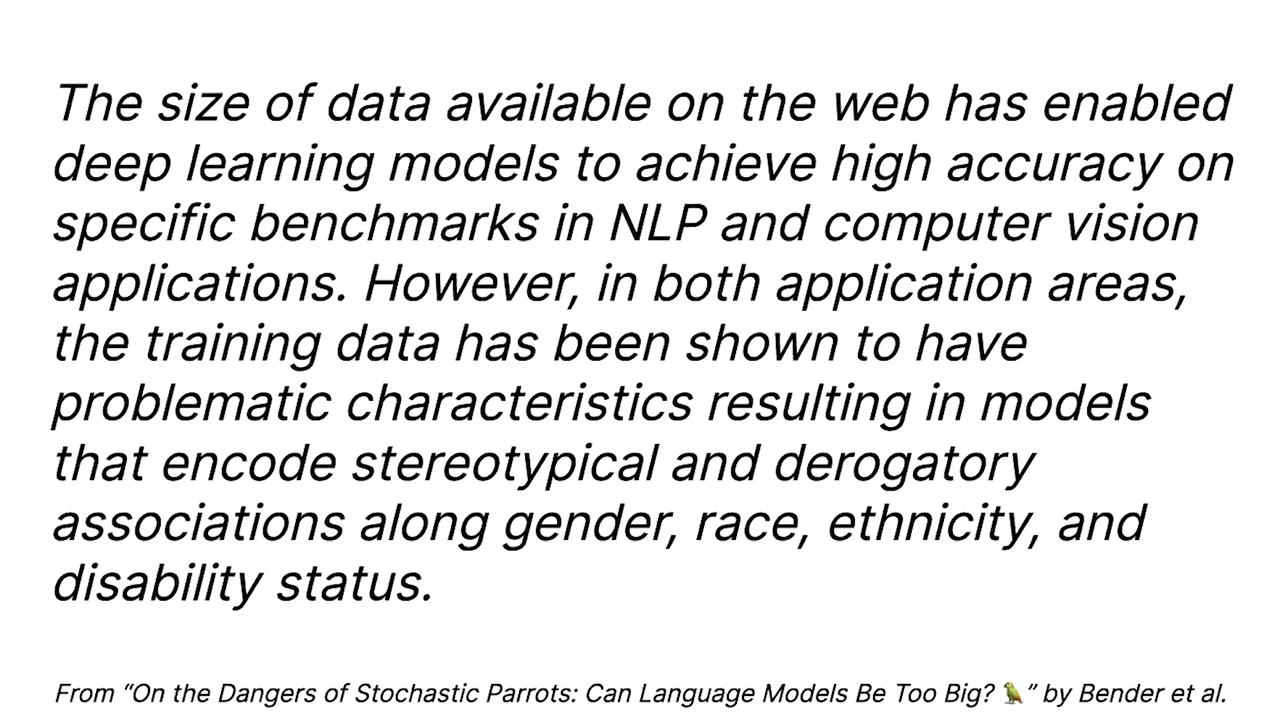 The size of data available on the web has enabled
deep learning models to achieve high accuracy on
specific benchmarks in NLP and computer vision
applications. However, in both application areas,
the training data has been shown to have
problematic characteristics resulting in models
that encode stereotypical and derogatory
associations along gender, race, ethnicity, and
disability status.
From “On the Dangers of Stochastic Parrots: Can Language Models Be Too Big? 🦜” by Bender et al.